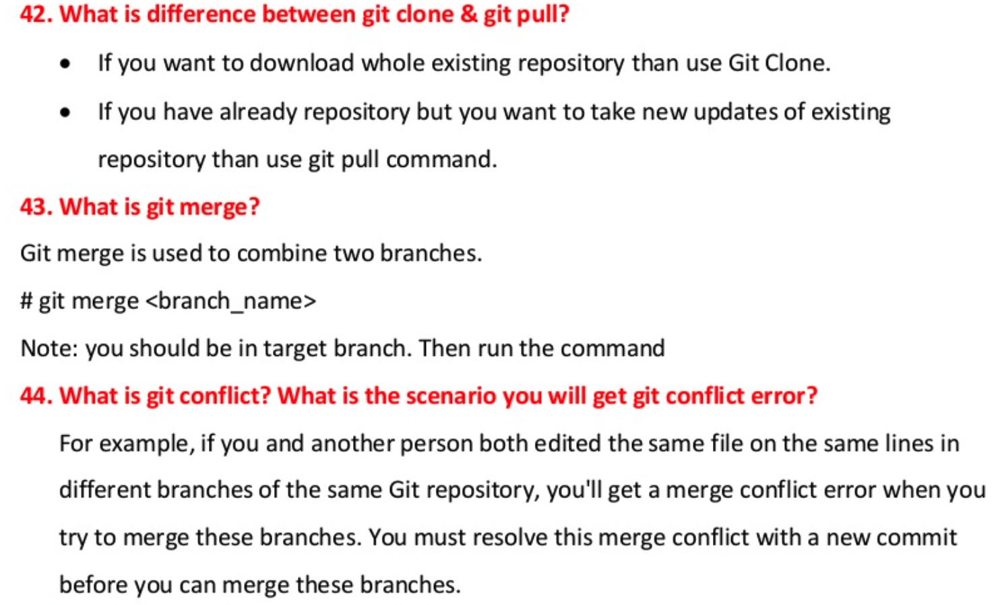 42. What is difference between git clone & git pull?
• If you want to download whole existing repository than use Git Clone.
• If you have already repository but you want to take new updates of existing
repository than use git pull command.
43. What is git merge?
Git merge is used to combine two branches.
# git merge <branch_name>
Note: you should be in target branch. Then run the command
44. What is git conflict? What is the scenario you will get git conflict error?
For example, if you and another person both edited the same file on the same lines in
different branches of the same Git repository, you'll get a merge conflict error when you
try to merge these branches. You must resolve this merge conflict with a new commit
before you can merge these branches.